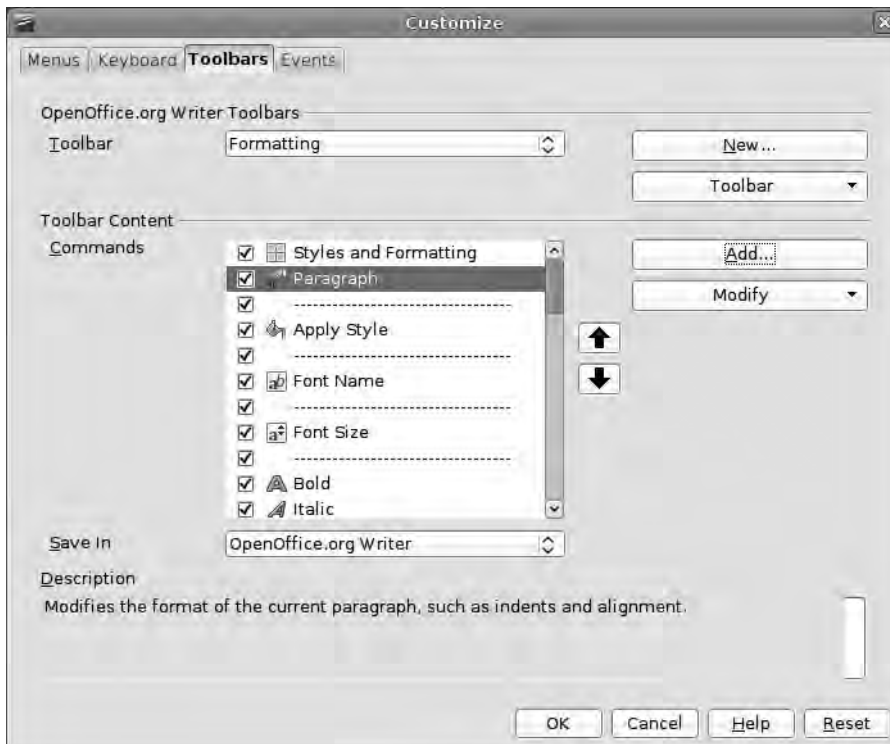 Customize
Menus Keyboard Toolbars Events
OpenOffice.org Writer Toolbars
Toolbar Formatting New...
Toolbar
Toolbar Content
Commands Styles and Formatting Add...
Paragraph
Modify
-----------------------------------
Apply Style
-----------------------------------
ab Font Name
-----------------------------------
a Font Size
-----------------------------------
Bold
Italic
Save In OpenOffice.org Writer
Description
Modifies the format of the current paragraph, such as indents and alignment.
OK Cancel Help Reset